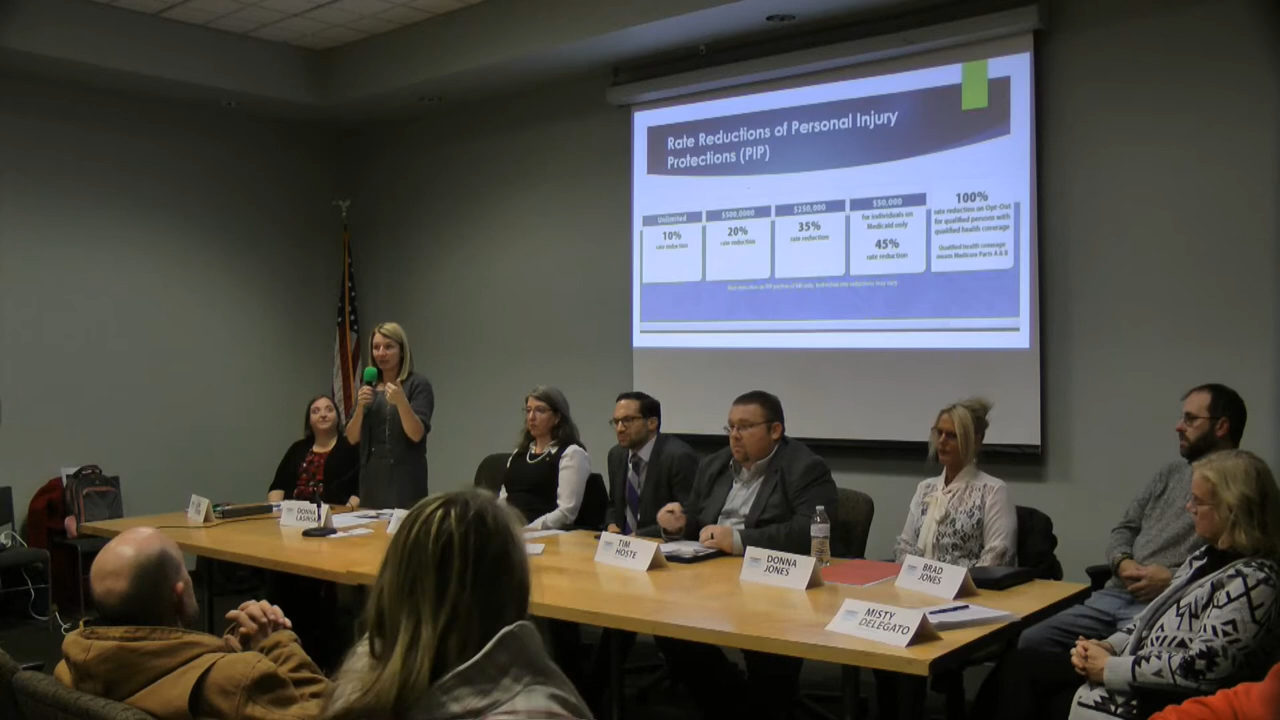 Rate Reductions of Personal Injury
Protections (PIP)
Unlimited
10%
rate reduction
$500,0000
20%
rate reduction
$250,000
35%
rate reduction
$50,000
for individuals on
Medicaid only
45%
rate reduction
100%
rate reduction on Opt-Out
for qualified persons with
qualified health coverage
Qualified health coverage
means Medicare Parts A & B
DONNA
LASINSKI
TIM
HOSTE
DONNA
JONES
BRAD
JONES
MISTY
DELEGATO